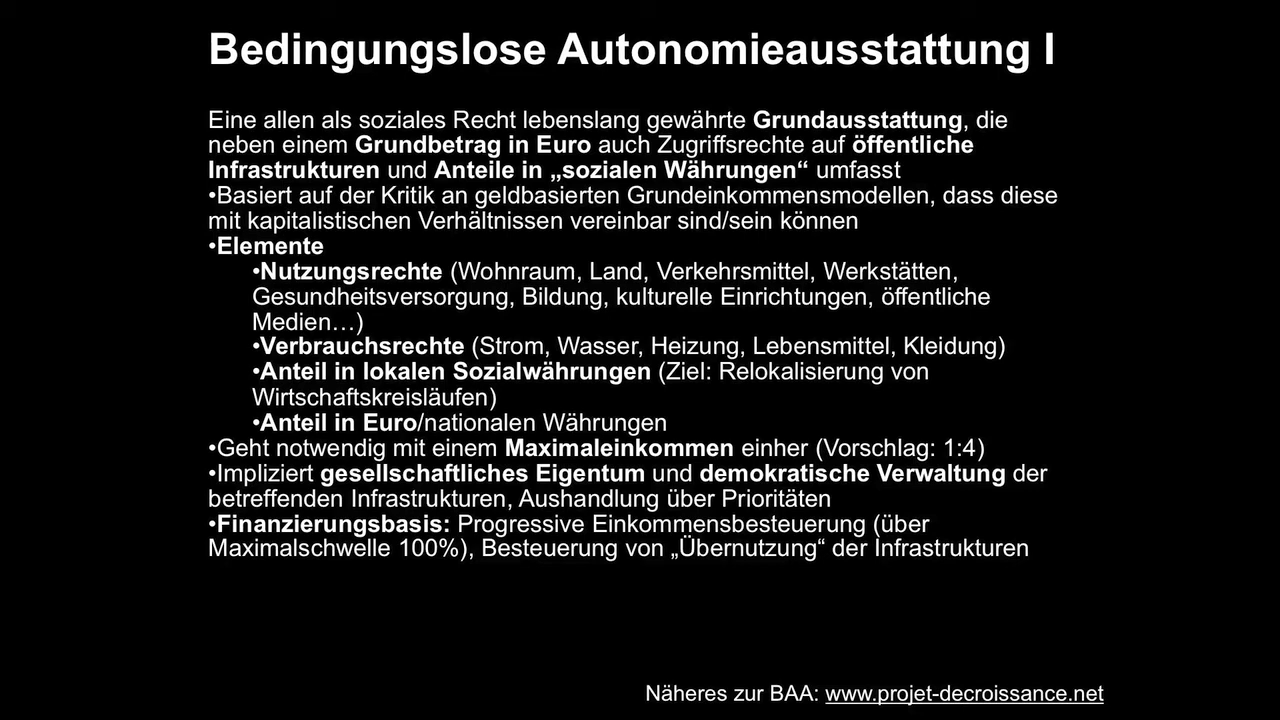 Bedingungslose Autonomieausstattung I
Eine allen als soziales Recht lebenslang gewährte Grundausstattung, die
neben einem Grundbetrag in Euro auch Zugriffsrechte auf öffentliche
Infrastrukturen und Anteile in „sozialen Währungen“ umfasst
•Basiert auf der Kritik an geldbasierten Grundeinkommensmodellen, dass diese
mit kapitalistischen Verhältnissen vereinbar sind/sein können
•Elemente
•Nutzungsrechte (Wohnraum, Land, Verkehrsmittel, Werkstätten,
Gesundheitsversorgung, Bildung, kulturelle Einrichtungen, öffentliche
Medien…)
•Verbrauchsrechte (Strom, Wasser, Heizung, Lebensmittel, Kleidung)
•Anteil in lokalen Sozialwährungen (Ziel: Relokalisierung von
Wirtschaftskreisläufen)
•Anteil in Euro/nationalen Währungen
•Geht notwendig mit einem Maximaleinkommen einher (Vorschlag: 1:4)
•Impliziert gesellschaftliches Eigentum und demokratische Verwaltung der
betreffenden Infrastrukturen, Aushandlung über Prioritäten
•Finanzierungsbasis: Progressive Einkommensbesteuerung (über
Maximalschwelle 100%), Besteuerung von „Übernutzung“ der Infrastrukturen
Näheres zur BAA: www.projet-decroissance.net